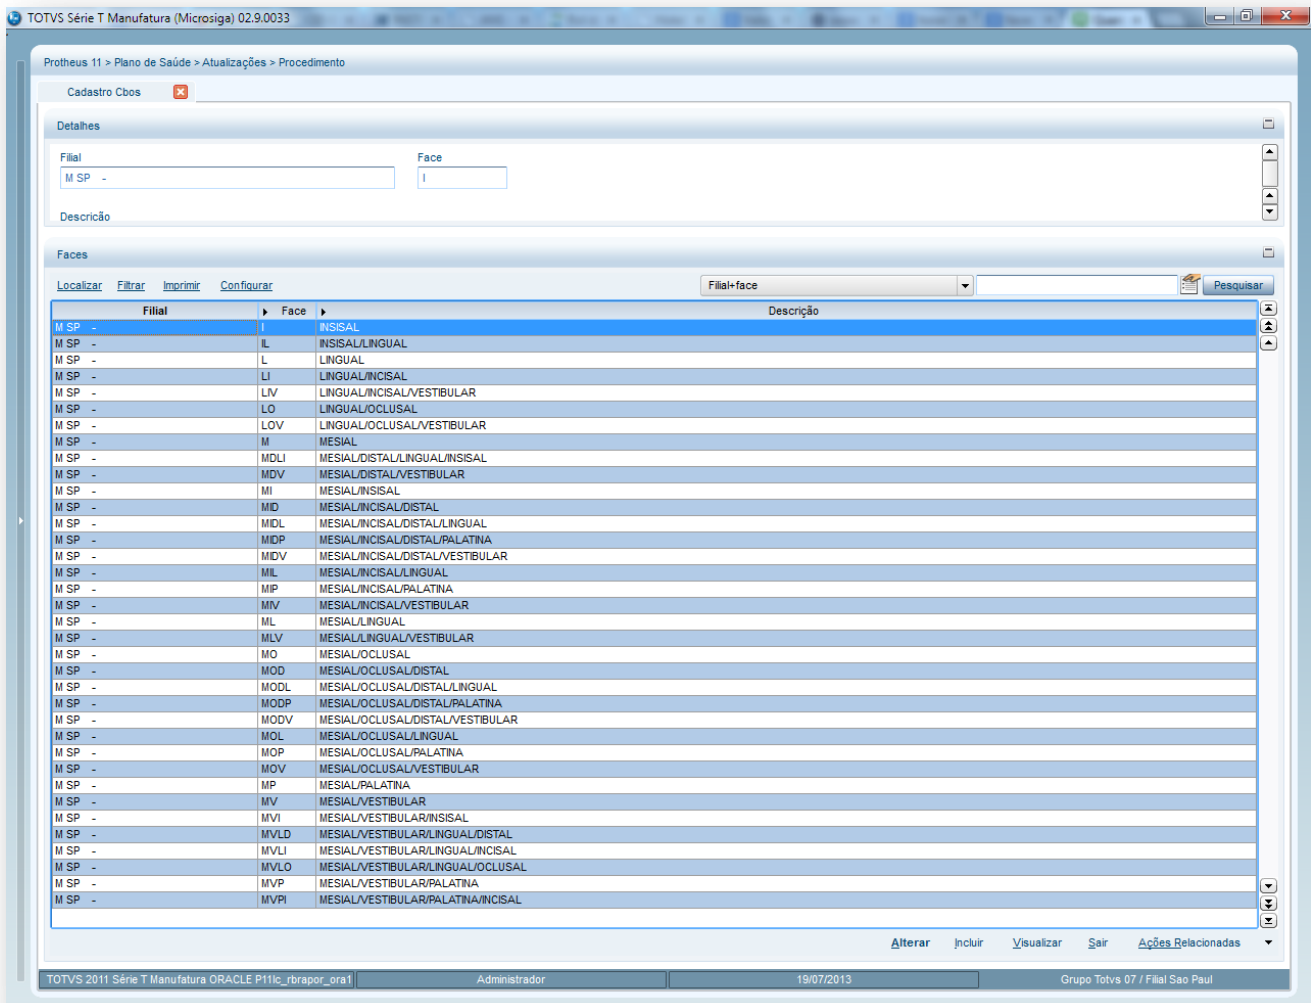 TOTVS Série T Manufatura (Microsiga) 02.9.0033
Protheus 11 > Plano de Saúde > Atualizações > Procedimento
Cadastro Cbos
Detalhes
Filial Face
M SP - I
Descrição
Faces
Localizar Filtrar Imprimir Configurar Filial+face Pesquisar
Filial Face Descrição
M SP - I INSISAL
M SP - IL INSISAL/LINGUAL
M SP - L LINGUAL
M SP - LI LINGUAL/INCISAL
M SP - LIV LINGUAL/INCISAL/VESTIBULAR
M SP - LO LINGUAL/OCLUSAL
M SP - LOV LINGUAL/OCLUSAL/VESTIBULAR
M SP - M MESIAL
M SP - MDLI MESIAL/DISTAL/LINGUAL/INSISAL
M SP - MDV MESIAL/DISTAL/VESTIBULAR
M SP - MI MESIAL/INSISAL
M SP - MID MESIAL/INCISAL/DISTAL
M SP - MIDL MESIAL/INCISAL/DISTAL/LINGUAL
M SP - MIDP MESIAL/INCISAL/DISTAL/PALATINA
M SP - MIDV MESIAL/INCISAL/DISTAL/VESTIBULAR
M SP - MIL MESIAL/INCISAL/LINGUAL
M SP - MIP MESIAL/INCISAL/PALATINA
M SP - MIV MESIAL/INCISAL/VESTIBULAR
M SP - ML MESIAL/LINGUAL
M SP - MLV MESIAL/LINGUAL/VESTIBULAR
M SP - MO MESIAL/OCLUSAL
M SP - MOD MESIAL/OCLUSAL/DISTAL
M SP - MODL MESIAL/OCLUSAL/DISTAL/LINGUAL
M SP - MODP MESIAL/OCLUSAL/DISTAL/PALATINA
M SP - MODV MESIAL/OCLUSAL/DISTAL/VESTIBULAR
M SP - MOL MESIAL/OCLUSAL/LINGUAL
M SP - MOP MESIAL/OCLUSAL/PALATINA
M SP - MOV MESIAL/OCLUSAL/VESTIBULAR
M SP - MP MESIAL/PALATINA
M SP - MV MESIAL/VESTIBULAR
M SP - MVI MESIAL/VESTIBULAR/INSISAL
M SP - MVLD MESIAL/VESTIBULAR/LINGUAL/DISTAL
M SP - MVLI MESIAL/VESTIBULAR/LINGUAL/INCISAL
M SP - MVLO MESIAL/VESTIBULAR/LINGUAL/OCLUSAL
M SP - MVP MESIAL/VESTIBULAR/PALATINA
M SP - MVPI MESIAL/VESTIBULAR/PALATINA/INCISAL
Alterar Incluir Visualizar Sair Ações Relacionadas
TOTVS 2011 Série T Manufatura ORACLE P11lc_rbrapor_ora1 Administrador 19/07/2013 Grupo Totvs 07 / Filial Sao Paul